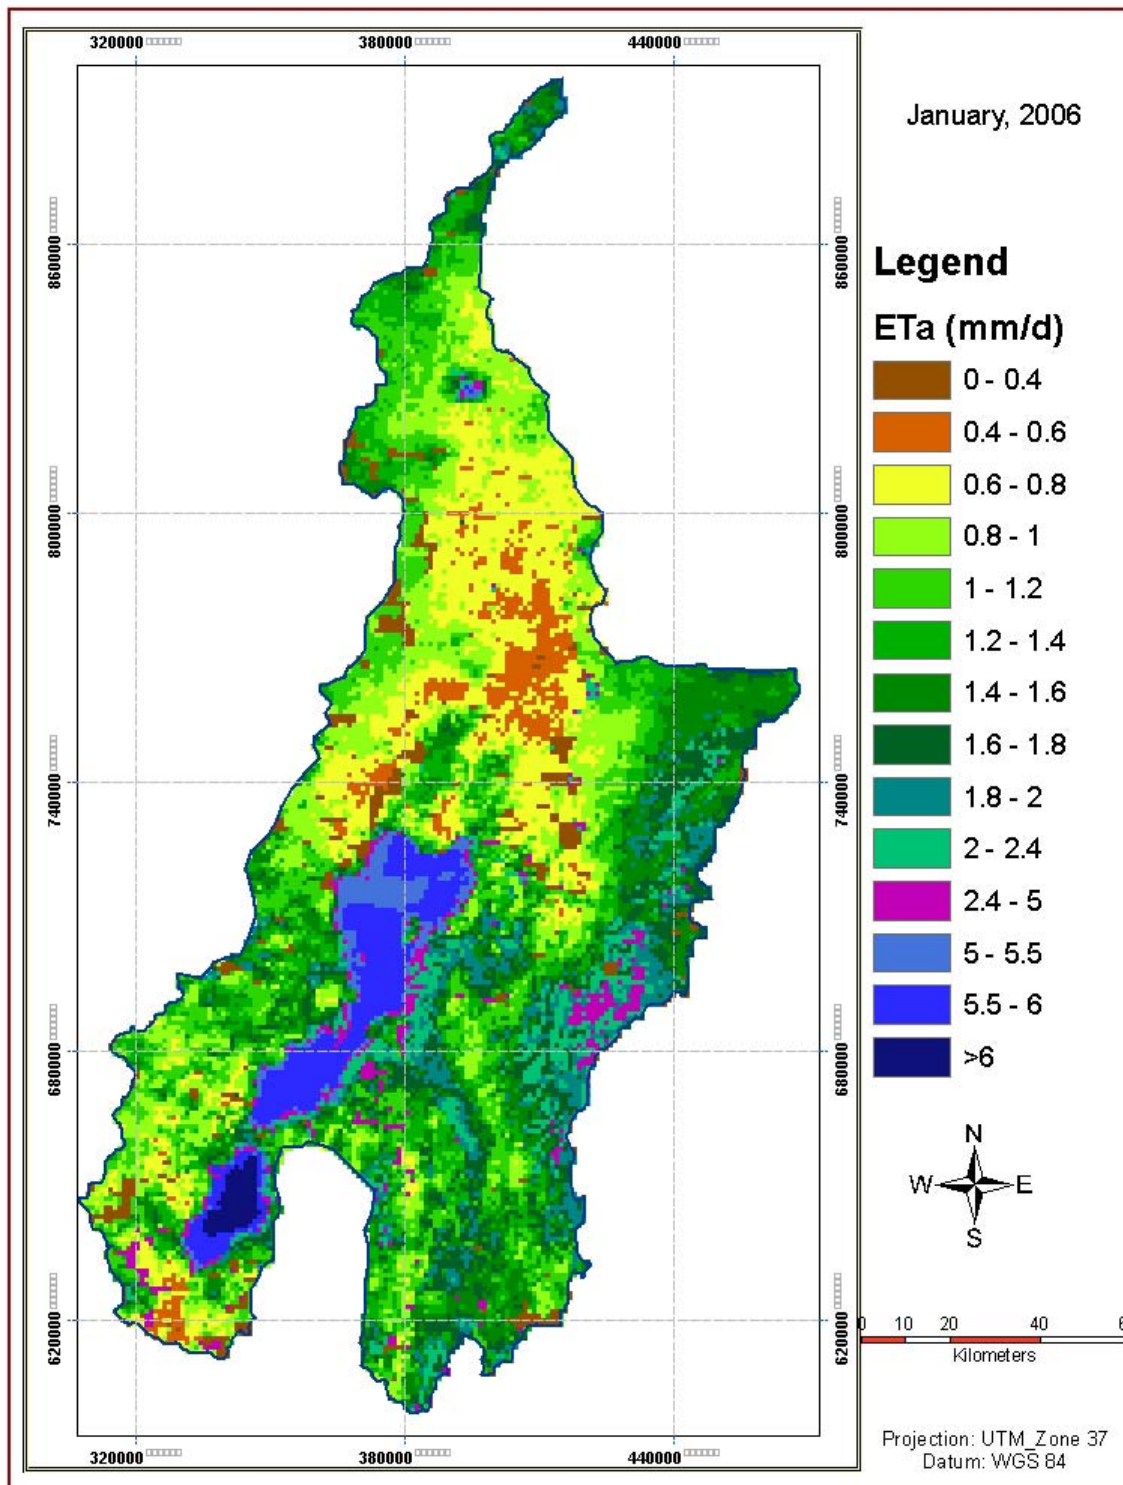 320000 380000 440000
January, 2006
860000 860000
Legend
ETa (mm/d)
0 - 0.4
0.4 - 0.6
0.6 - 0.8
800000 800000
0.8 - 1
1 - 1.2
1.2 - 1.4
1.4 - 1.6
1.6 - 1.8
740000 740000
1.8 - 2
2 - 2.4
2.4 - 5
5 - 5.5
5.5 - 6
680000 680000
>6
N
W E
S
620000 620000
0 10 20 40
Kilometers
320000 380000 440000
Projection: UTM_Zone 37
Datum: WGS 84